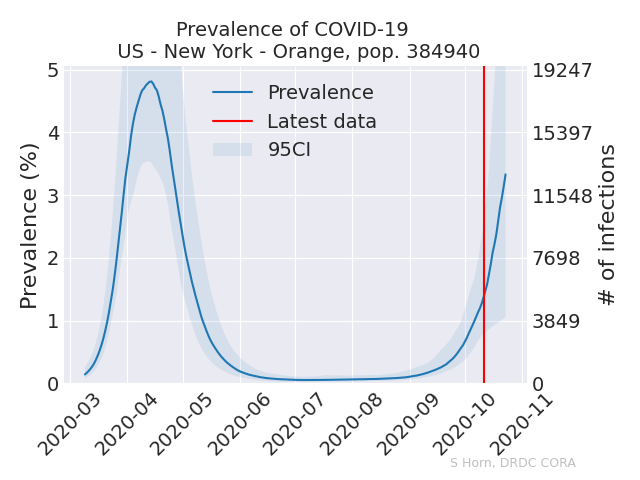 Prevalence of COVID-19
US - New York - Orange, pop. 384940
Prevalence
Latest data
95CI
Prevalence (%)
5
4
3
2
1
0
19247
15397
11548
7698
3849
0
# of infections
2020-03
2020-04
2020-05
2020-06
2020-07
2020-08
2020-09
2020-10
2020-11
S Horn, DRDC CORA